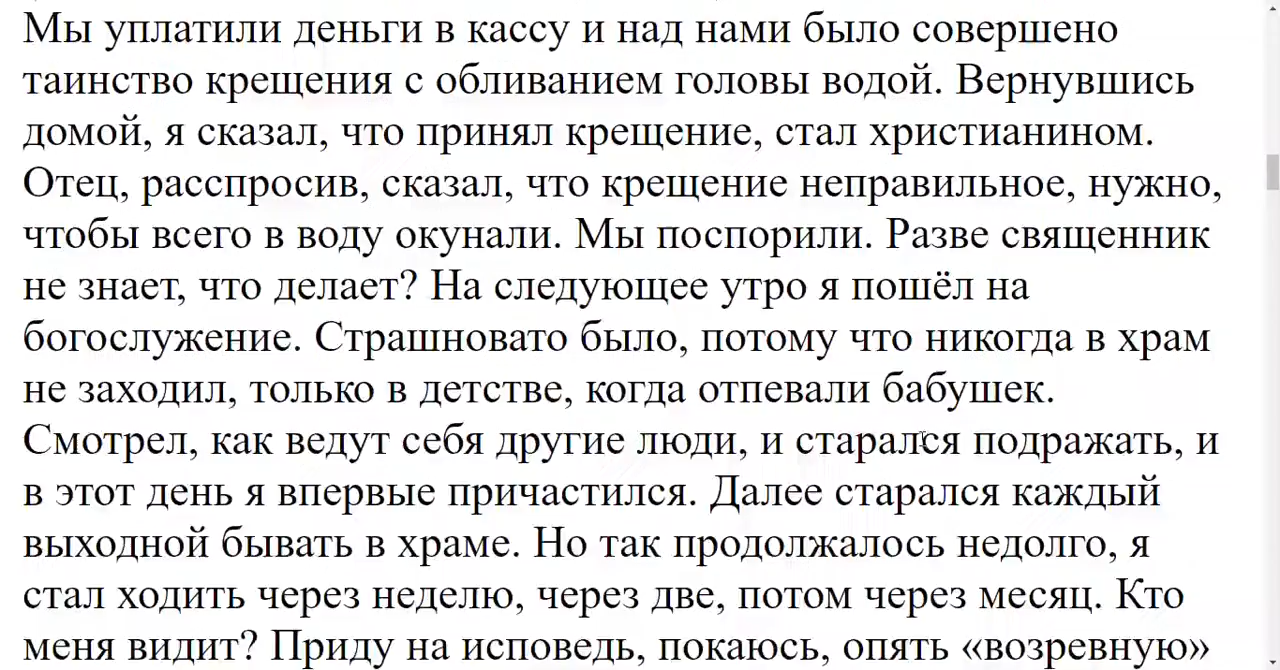 Мы уплатили деньги в кассу и над нами было совершено
таинство крещения с обливанием головы водой. Вернувшись
домой, я сказал, что принял крещение, стал христианином.
Отец, расспросив, сказал, что крещение неправильное, нужно,
чтобы всего в воду окунали. Мы поспорили. Разве священник
не знает, что делает? На следующее утро я пошёл на
богослужение. Страшновато было, потому что никогда в храм
не заходил, только в детстве, когда отпевали бабушек.
Смотрел, как ведут себя другие люди, и старался подражать, и
в этот день я впервые причастился. Далее старался каждый
выходной бывать в храме. Но так продолжалось недолго, я
стал ходить через неделю, через две, потом через месяц. Кто
меня видит? Приду на исповедь, покаюсь, опять «возревную»